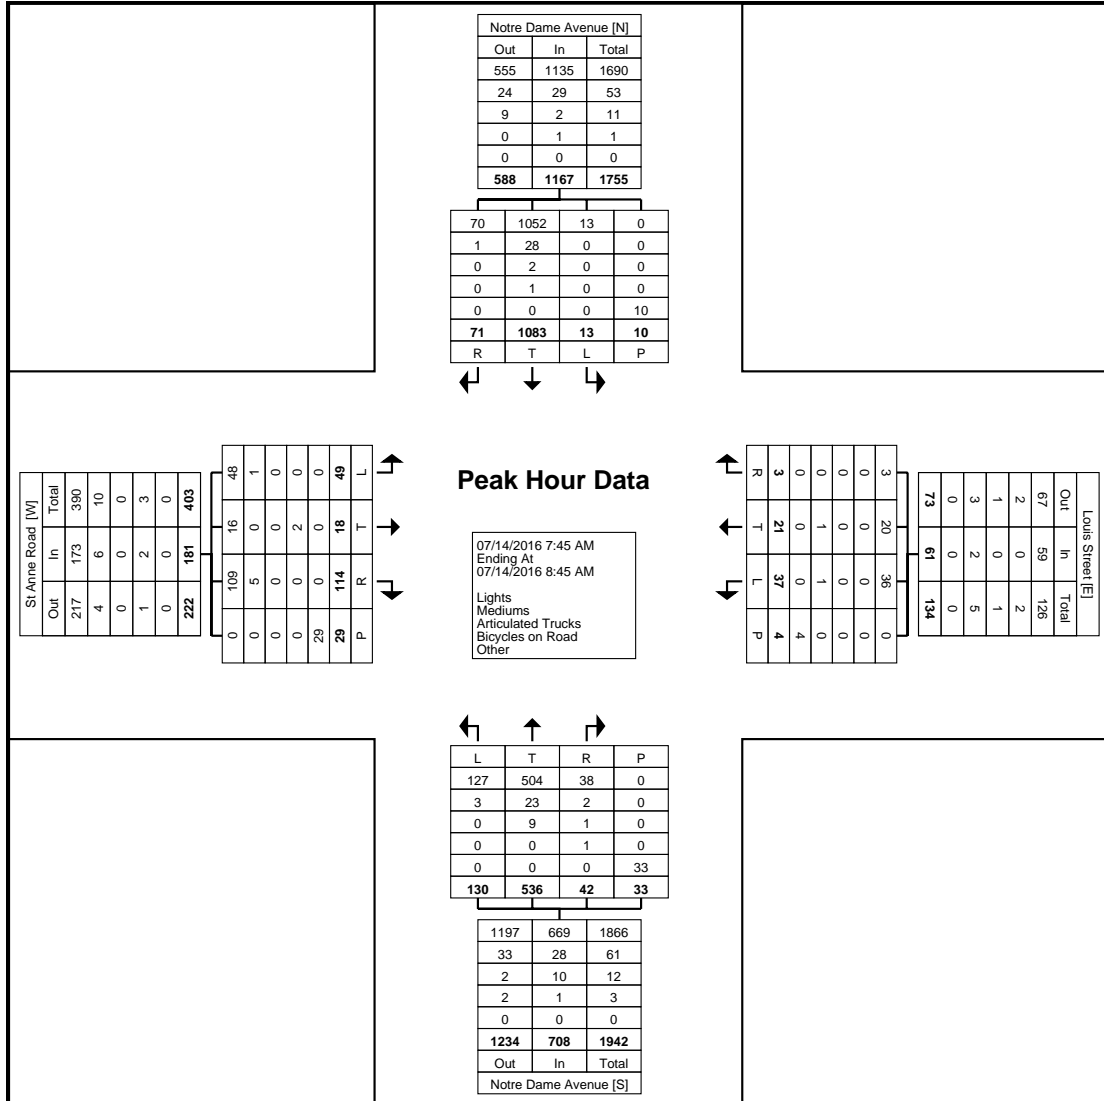 Notre Dame Avenue [N]
Out In Total
555 1135 1690
24 29 53
9 2 11
0 1 1
0 0 0
588 1167 1755
70 1052 13 0
1 28 0 0
0 2 0 0
0 1 0 0
0 0 0 10
71 1083 13 10
R T L P
St Anne Road [W]
Out In Total
217 173 390
4 6 10
0 0 0
1 2 3
0 0 0
222 181 403
0 109 16 48
0 5 0 1
0 0 0 0
0 0 2 0
29 0 0 0
29 114 18 49
P R T L
Peak Hour Data
07/14/2016 7:45 AM
Ending At
07/14/2016 8:45 AM
Lights
Mediums
Articulated Trucks
Bicycles on Road
Other
Louis Street [E]
Out In Total
67 59 126
2 0 2
1 0 1
3 2 5
0 0 0
73 61 134
3 20 36 0
0 0 0 0
0 0 0 0
0 1 1 0
0 0 0 4
3 21 37 4
R T L P
L T R P
127 504 38 0
3 23 2 0
0 9 1 0
0 0 1 0
0 0 0 33
130 536 42 33
1197 669 1866
33 28 61
2 10 12
2 1 3
0 0 0
1234 708 1942
Out In Total
Notre Dame Avenue [S]